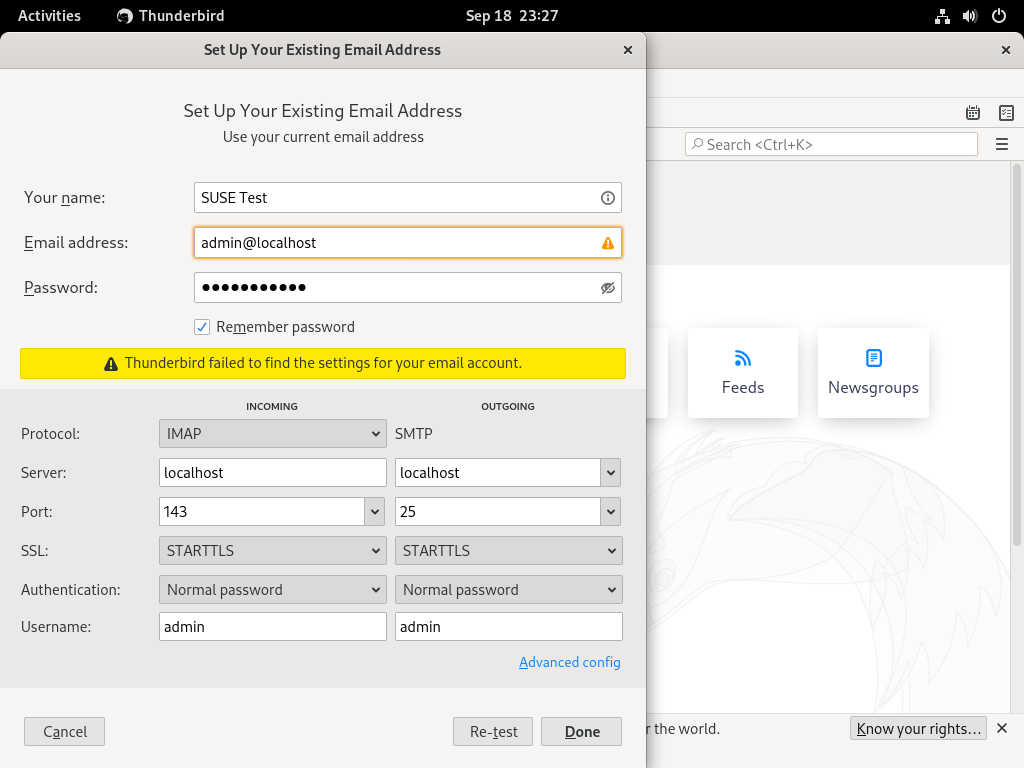 Activities Thunderbird Sep 18 23:27
Set Up Your Existing Email Address
Set Up Your Existing Email Address
Use your current email address
Search <Ctrl+K>
Your name: SUSE Test
Email address: admin@localhost
Password: ●●●●●●●●●●●
Remember password
Thunderbird failed to find the settings for your email account.
Feeds
Newsgroups
INCOMING OUTGOING
Protocol: IMAP SMTP
Server: localhost localhost
Port: 143 25
SSL: STARTTLS STARTTLS
Authentication: Normal password Normal password
Username: admin admin
Advanced config
Cancel Re-test Done
the world. Know your rights...